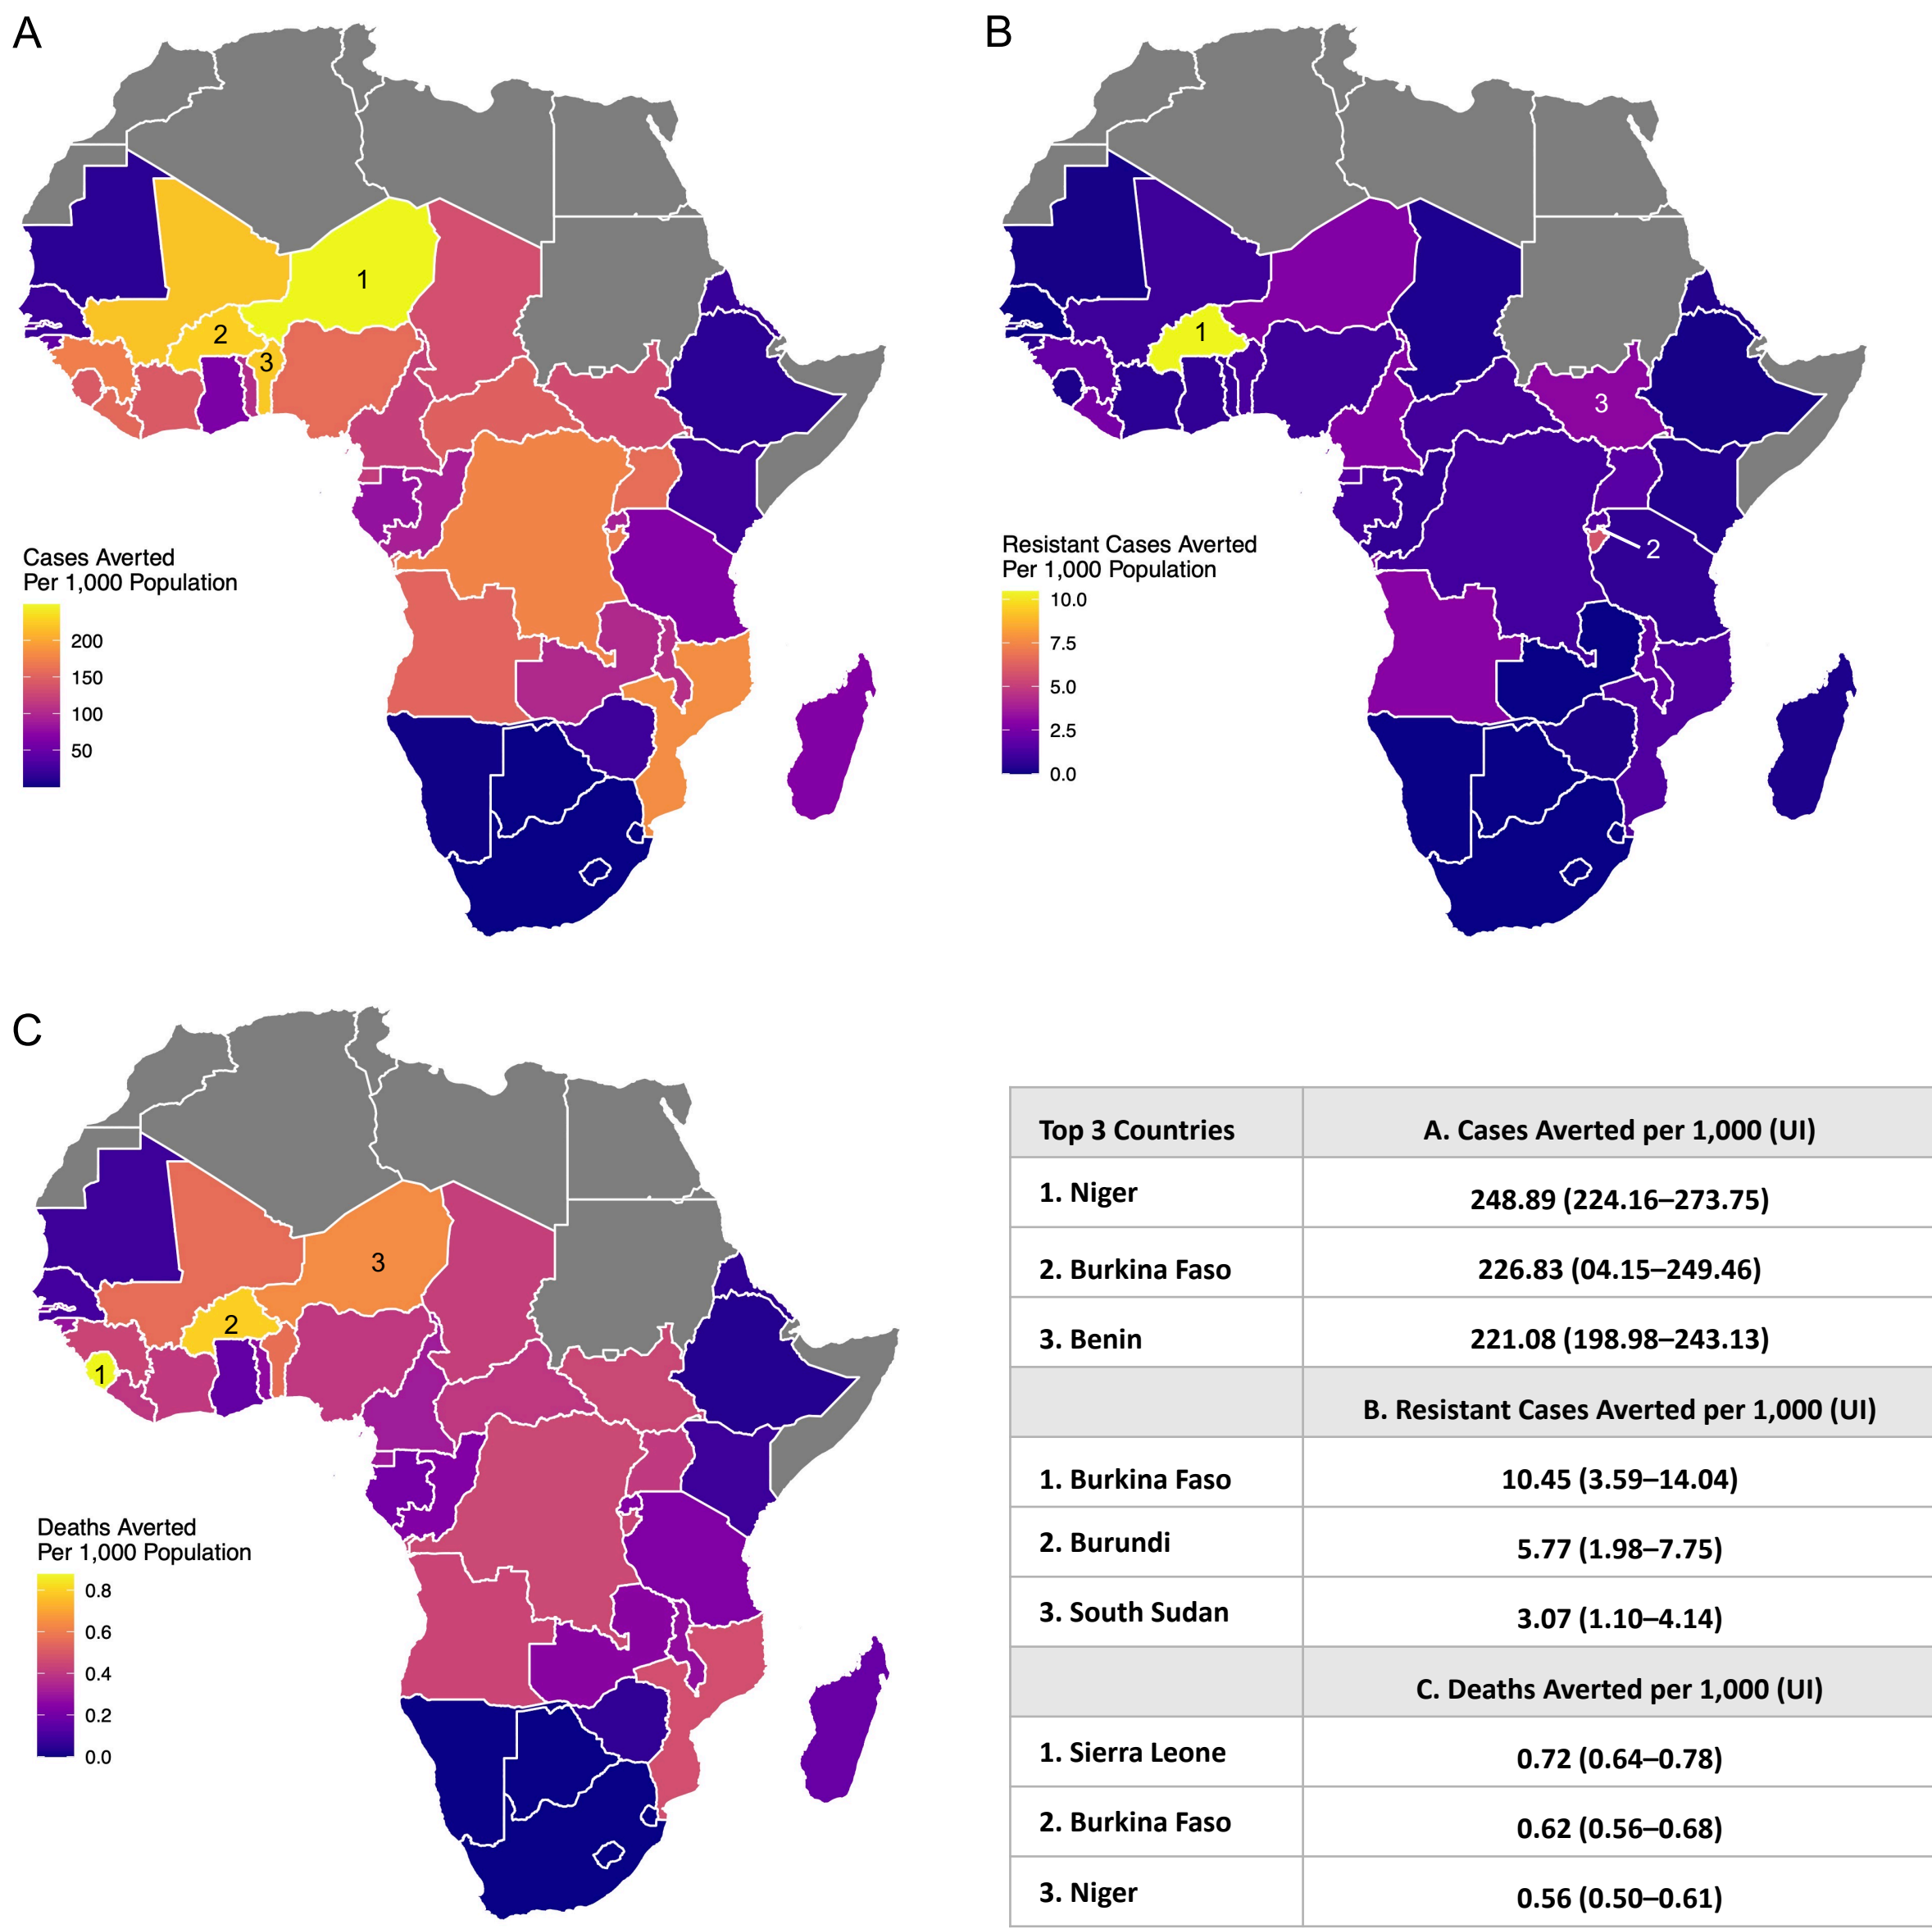 A
1
2
3
Cases Averted
Per 1,000 Population
200
150
100
50
B
1
3
2
Resistant Cases Averted
Per 1,000 Population
10.0
7.5
5.0
2.5
0.0
C
3
2
1
Deaths Averted
Per 1,000 Population
0.8
0.6
0.4
0.2
0.0
Top 3 Countries A. Cases Averted per 1,000 (UI)
1. Niger 248.89 (224.16–273.75)
2. Burkina Faso 226.83 (04.15–249.46)
3. Benin 221.08 (198.98–243.13)
B. Resistant Cases Averted per 1,000 (UI)
1. Burkina Faso 10.45 (3.59–14.04)
2. Burundi 5.77 (1.98–7.75)
3. South Sudan 3.07 (1.10–4.14)
C. Deaths Averted per 1,000 (UI)
1. Sierra Leone 0.72 (0.64–0.78)
2. Burkina Faso 0.62 (0.56–0.68)
3. Niger 0.56 (0.50–0.61)